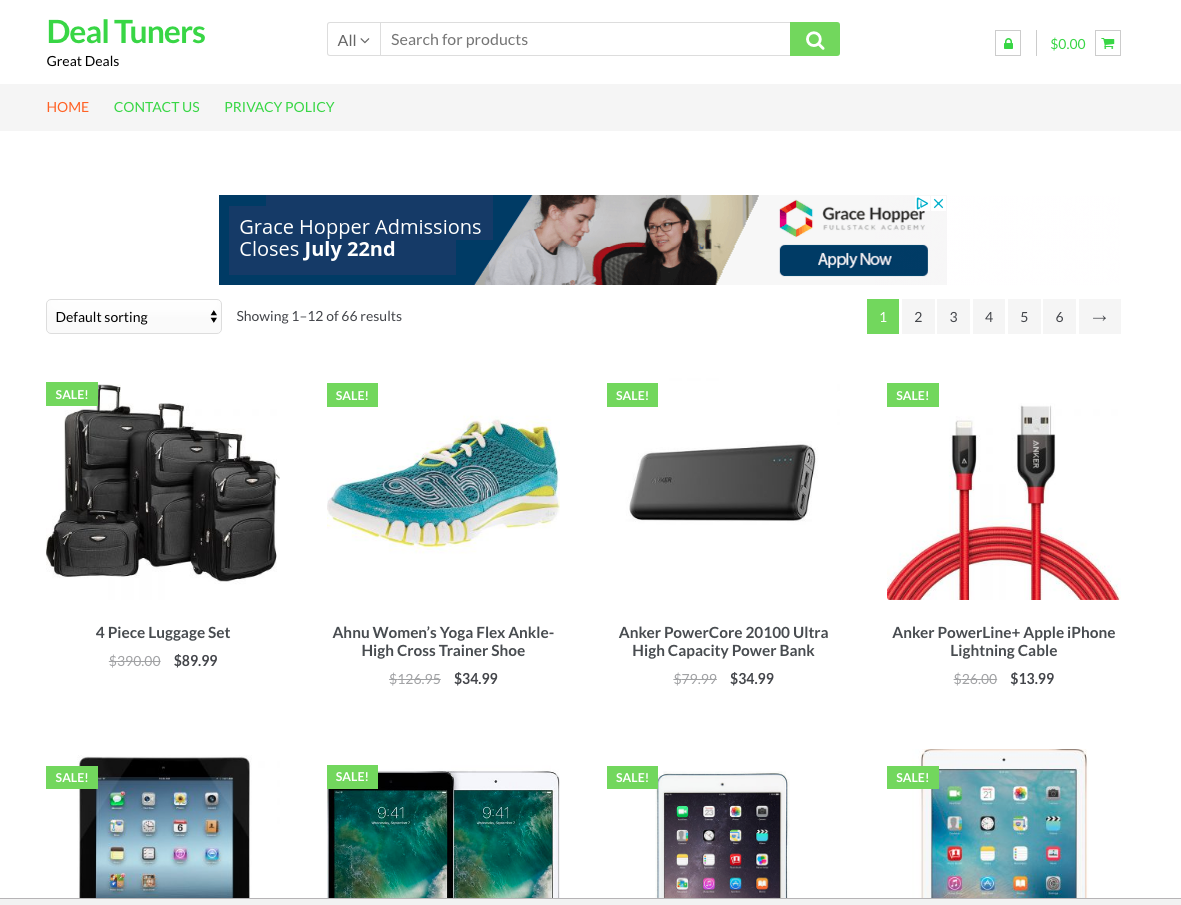 Deal Tuners
Great Deals
All
Search for products
$0.00
HOME
CONTACT US
PRIVACY POLICY
Grace Hopper Admissions
Closes July 22nd
Grace Hopper
FULLSTACK ACADEMY
Apply Now
Default sorting
Showing 1–12 of 66 results
1 2 3 4 5 6 →
SALE!
SALE!
SALE!
SALE!
ANKER
4 Piece Luggage Set
$390.00 $89.99
Ahnu Women’s Yoga Flex Ankle-
High Cross Trainer Shoe
$126.95 $34.99
Anker PowerCore 20100 Ultra
High Capacity Power Bank
$79.99 $34.99
Anker PowerLine+ Apple iPhone
Lightning Cable
$26.00 $13.99
SALE!
SALE!
SALE!
SALE!
9:41
9:41